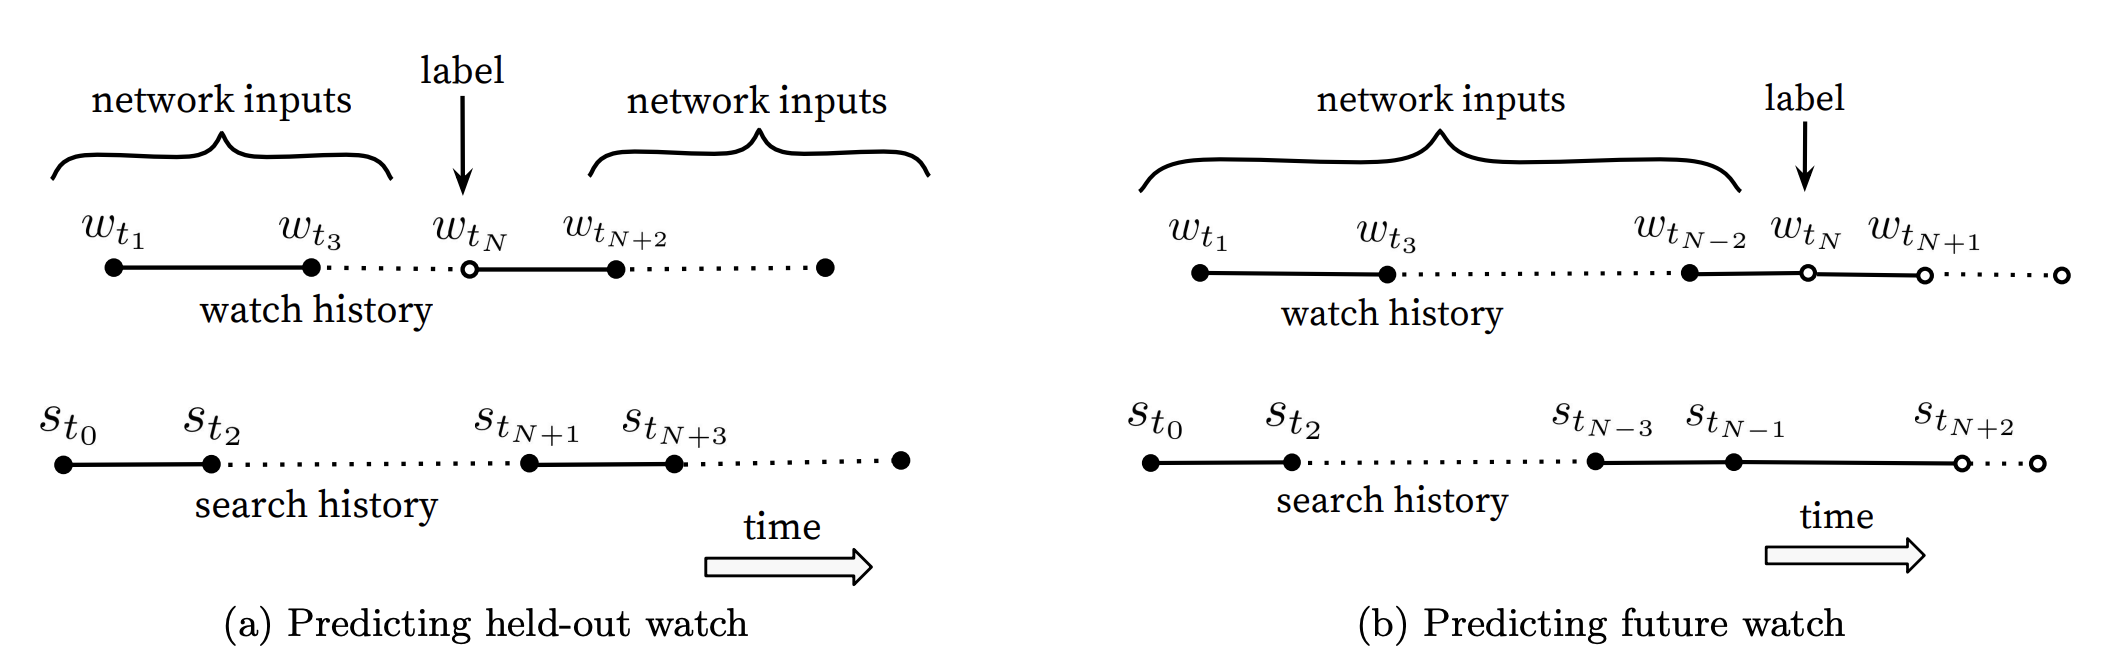 label
network inputs
network inputs
w_{t_1} w_{t_3} w_{t_N} w_{t_{N+2}}
watch history
s_{t_0} s_{t_2} s_{t_{N+1}} s_{t_{N+3}}
search history
time
(a) Predicting held-out watch
network inputs
label
w_{t_1} w_{t_3} w_{t_{N-2}} w_{t_N} w_{t_{N+1}}
watch history
s_{t_0} s_{t_2} s_{t_{N-3}} s_{t_{N-1}} s_{t_{N+2}}
search history
time
(b) Predicting future watch